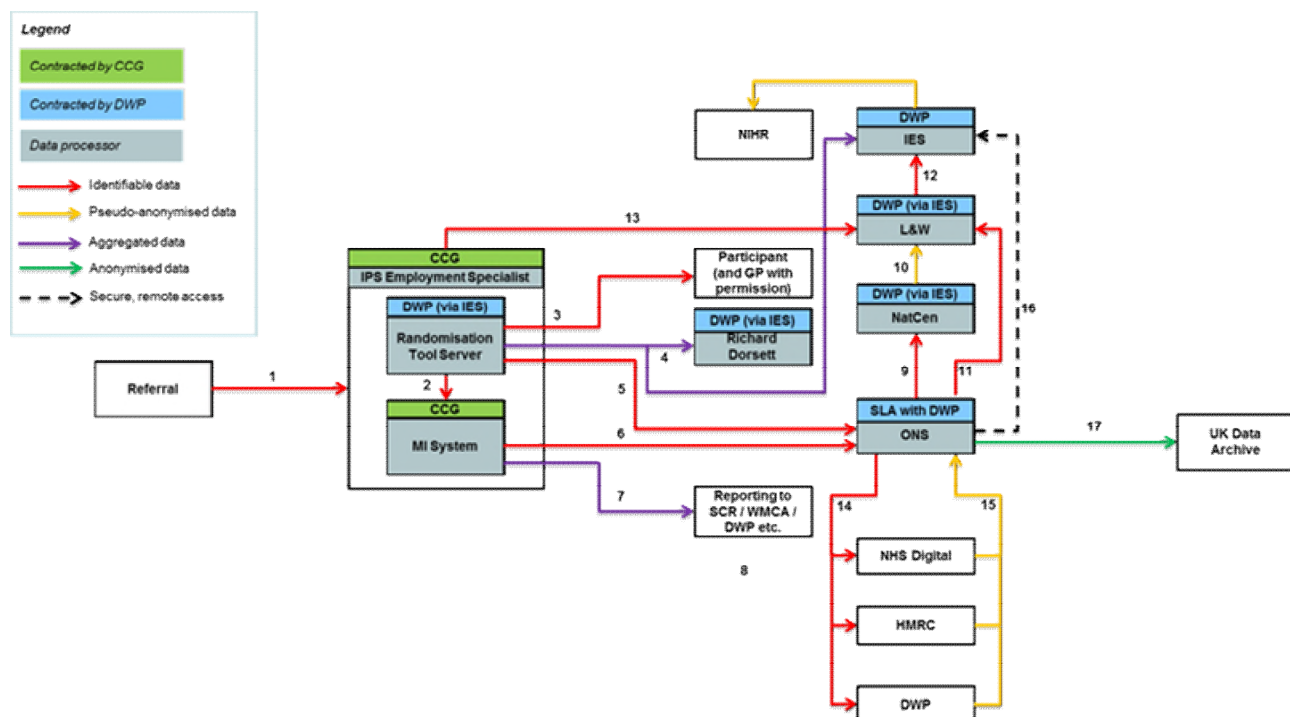 Legend
Contracted by CCG
Contracted by DWP
Data processor
Identifiable data
Pseudo-anonymised data
Aggregated data
Anonymised data
Secure, remote access
Referral
1
CCG
IPS Employment Specialist
DWP (via IES)
Randomisation
Tool Server
2
CCG
MI System
3
4
5
6
7
13
Participant
(and GP with
permission)
DWP (via IES)
Richard
Dorsett
Reporting to
SCR / WMCA /
DWP etc.
8
NIHR
DWP
IES
12
DWP (via IES)
L&W
10
DWP (via IES)
NatCen
9
11
16
SLA with DWP
ONS
17
UK Data
Archive
14
15
NHS Digital
HMRC
DWP